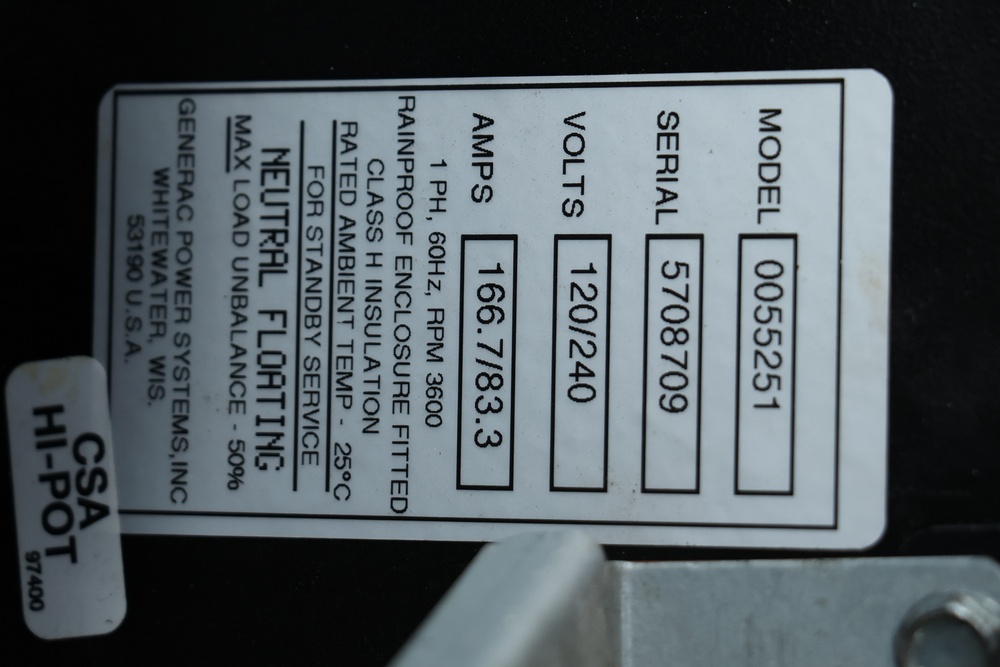 MODEL 0055251
SERIAL 5708709
VOLTS 120/240
AMPS 166.7/83.3
1 PH, 60Hz, RPM 3600
RAINPROOF ENCLOSURE FITTED
CLASS H INSULATION
RATED AMBIENT TEMP - 25°C
FOR STANDBY SERVICE
NEUTRAL FLOATING
MAX LOAD UNBALANCE - 50%
GENERAC POWER SYSTEMS,INC
WHITEWATER, WIS.
53190 U.S.A.
CSA
HI-POT
97400